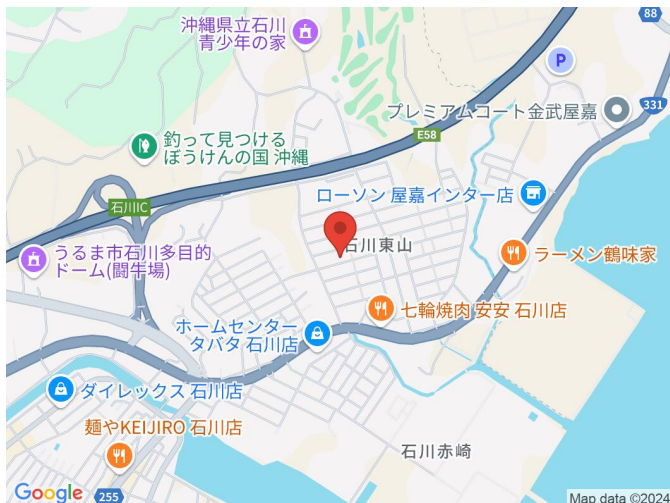 沖縄県立石川
青少年の家
88
P
プレミアムコート金武屋嘉
331
E58
釣って見つける
ぼうけんの国 沖縄
石川IC
ローソン 屋嘉インター店
うるま市石川多目的
ドーム(闘牛場)
石川東山
ラーメン鶴味家
七輪焼肉 安安 石川店
ホームセンター
タバタ 石川店
ダイレックス 石川店
麺やKEIJIRO 石川店
石川赤崎
Google
255
Map data ©2024